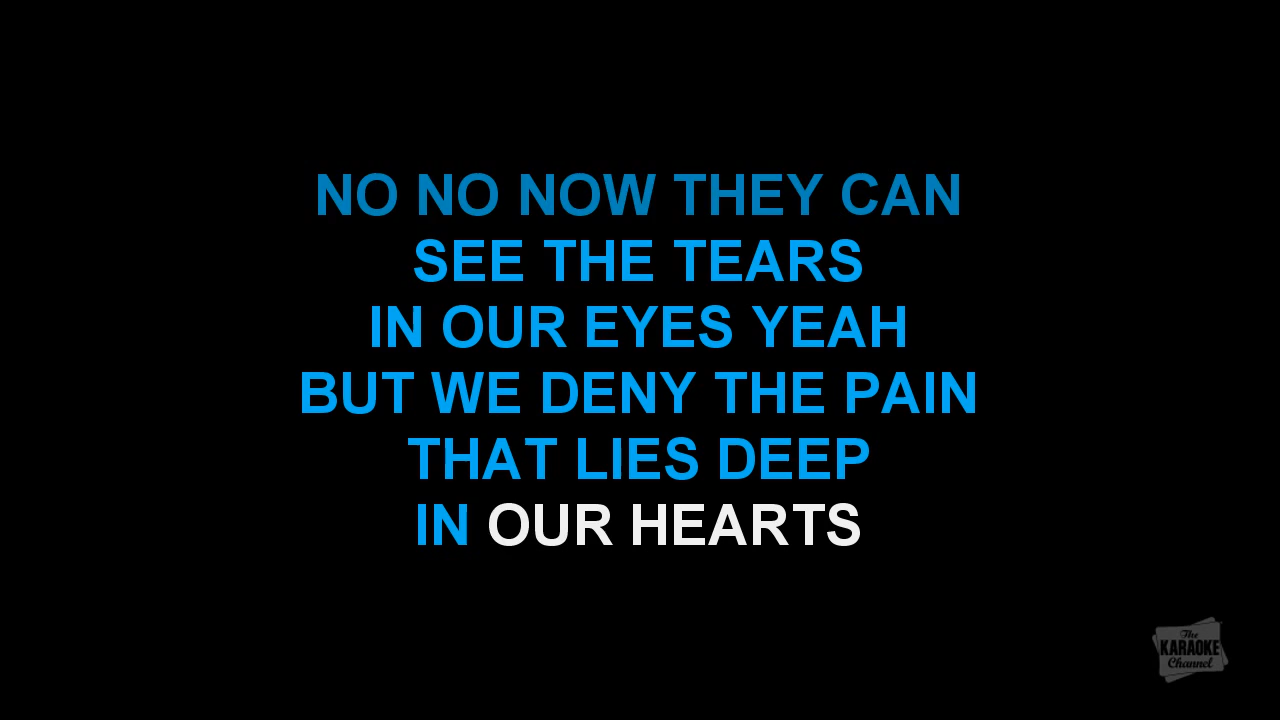 NO NO NOW THEY CAN
SEE THE TEARS
IN OUR EYES YEAH
BUT WE DENY THE PAIN
THAT LIES DEEP
IN OUR HEARTS
The
KARAOKE
Channel